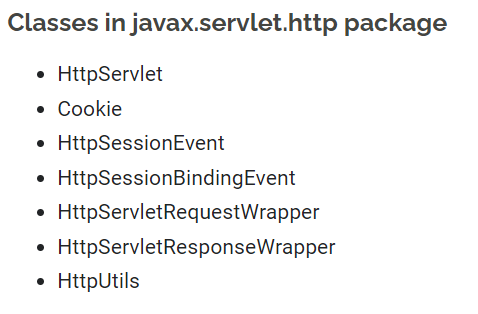 Classes in javax.servlet.http package
HttpServlet
Cookie
HttpSessionEvent
HttpSessionBindingEvent
HttpServletRequestWrapper
HttpServletResponseWrapper
HttpUtils